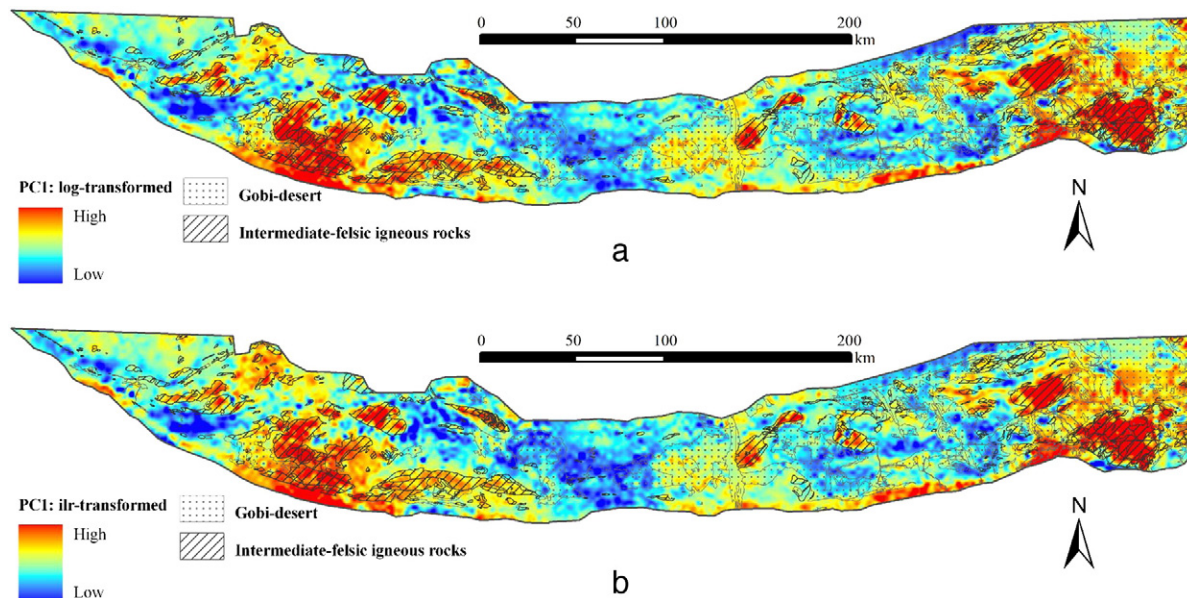 0 50 100 200
km
PC1: log-transformed
High
Low
Gobi-desert
Intermediate-felsic igneous rocks
N
a
0 50 100 200
km
PC1: ilr-transformed
High
Low
Gobi-desert
Intermediate-felsic igneous rocks
N
b